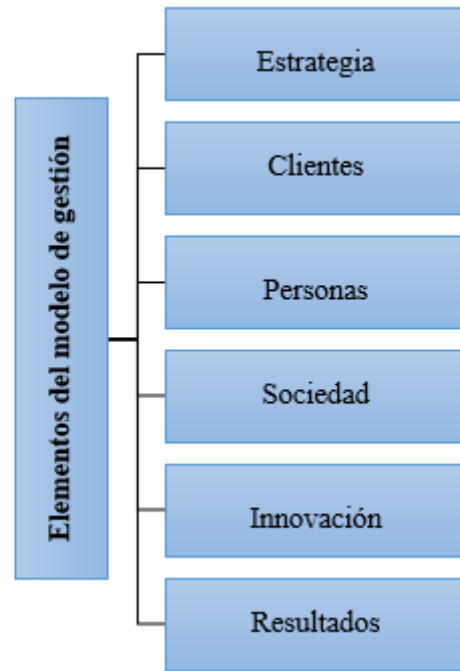 Elementos del modelo de gestión
Estrategia
Clientes
Personas
Sociedad
Innovación
Resultados